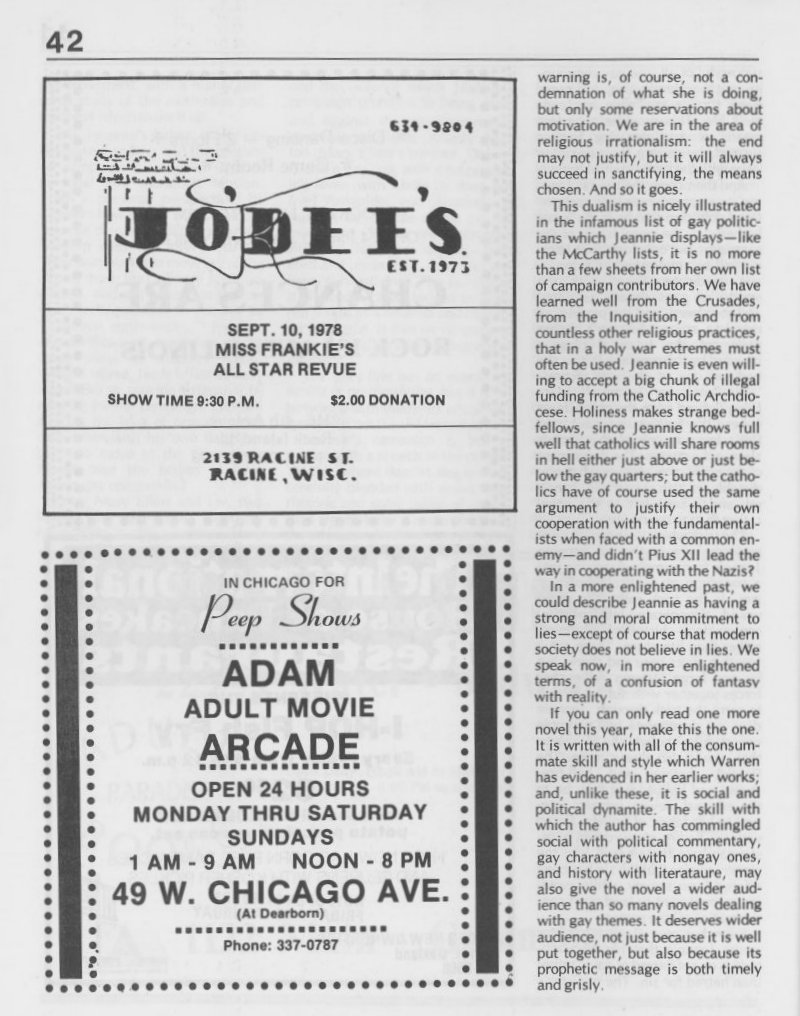 42
634-9804
JO'DEE'S.
EST. 1973
SEPT. 10, 1978
MISS FRANKIE'S
ALL STAR REVUE
SHOW TIME 9:30 P.M. $2.00 DONATION
2139 RACINE ST.
RACINE, WISC.
IN CHICAGO FOR
Peep Shows
ADAM
ADULT MOVIE
ARCADE
OPEN 24 HOURS
MONDAY THRU SATURDAY
SUNDAYS
1 AM - 9 AM NOON - 8 PM
49 W. CHICAGO AVE.
(At Dearborn)
Phone: 337-0787
warning is, of course, not a con-
demnation of what she is doing,
but only some reservations about
motivation. We are in the area of
religious irrationalism: the end
may not justify, but it will always
succeed in sanctifying, the means
chosen. And so it goes.
This dualism is nicely illustrated
in the infamous list of gay politic-
ians which Jeannie displays—like
the McCarthy lists, it is no more
than a few sheets from her own list
of campaign contributors. We have
learned well from the Crusades,
from the Inquisition, and from
countless other religious practices,
that in a holy war extremes must
often be used. Jeannie is even will-
ing to accept a big chunk of illegal
funding from the Catholic Archdio-
cese. Holiness makes strange bed-
fellows, since Jeannie knows full
well that catholics will share rooms
in hell either just above or just be-
low the gay quarters; but the catho-
lics have of course used the same
argument to justify their own
cooperation with the fundamental-
ists when faced with a common en-
emy—and didn't Pius XII lead the
way in cooperating with the Nazis?
In a more enlightened past, we
could describe Jeannie as having a
strong and moral commitment to
lies—except of course that modern
society does not believe in lies. We
speak now, in more enlightened
terms, of a confusion of fantasy
with reality.
If you can only read one more
novel this year, make this the one.
It is written with all of the consum-
mate skill and style which Warren
has evidenced in her earlier works;
and, unlike these, it is social and
political dynamite. The skill with
which the author has commingled
social with political commentary,
gay characters with nongay ones,
and history with literataure, may
also give the novel a wider aud-
ience than so many novels dealing
with gay themes. It deserves wider
audience, not just because it is well
put together, but also because its
prophetic message is both timely
and grisly.